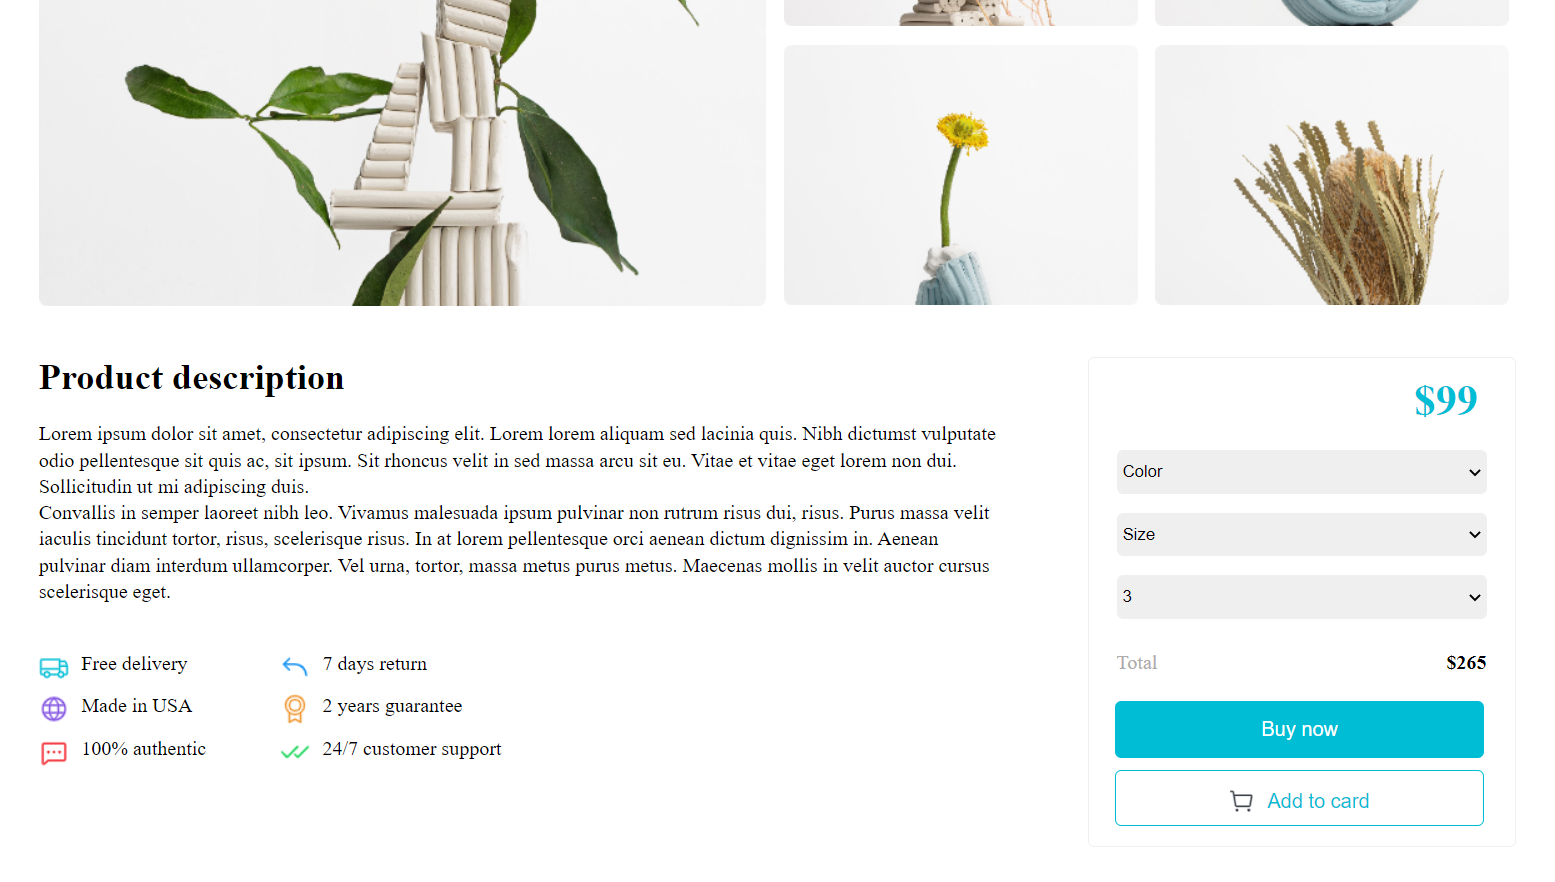 Product description
Lorem ipsum dolor sit amet, consectetur adipiscing elit. Lorem lorem aliquam sed lacinia quis. Nibh dictumst vulputate
odio pellentesque sit quis ac, sit ipsum. Sit rhoncus velit in sed massa arcu sit eu. Vitae et vitae eget lorem non dui.
Sollicitudin ut mi adipiscing duis.
Convallis in semper laoreet nibh leo. Vivamus malesuada ipsum pulvinar non rutrum risus dui, risus. Purus massa velit
iaculis tincidunt tortor, risus, scelerisque risus. In at lorem pellentesque orci aenean dictum dignissim in. Aenean
pulvinar diam interdum ullamcorper. Vel urna, tortor, massa metus purus metus. Maecenas mollis in velit auctor cursus
scelerisque eget.
Free delivery
7 days return
Made in USA
2 years guarantee
100% authentic
24/7 customer support
$99
Color
Size
3
Total $265
Buy now
Add to card